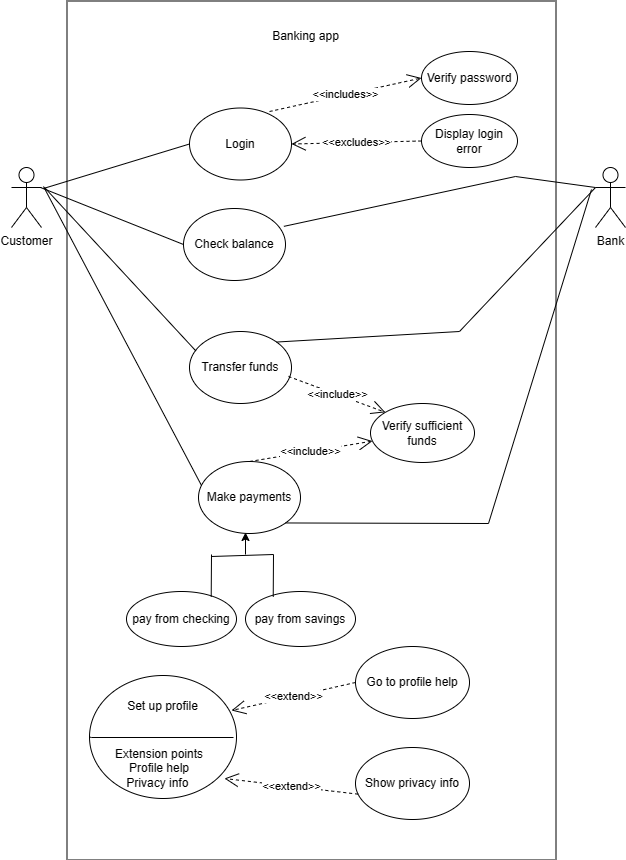 Banking app
Verify password
<<includes>>
Display login
error
<<excludes>>
Login
Customer
Bank
Check balance
Transfer funds
<<include>>
Verify sufficient
funds
<<include>>
Make payments
pay from checking
pay from savings
Go to profile help
<<extend>>
Set up profile
Extension points
Profile help
Privacy info
<<extend>>
Show privacy info